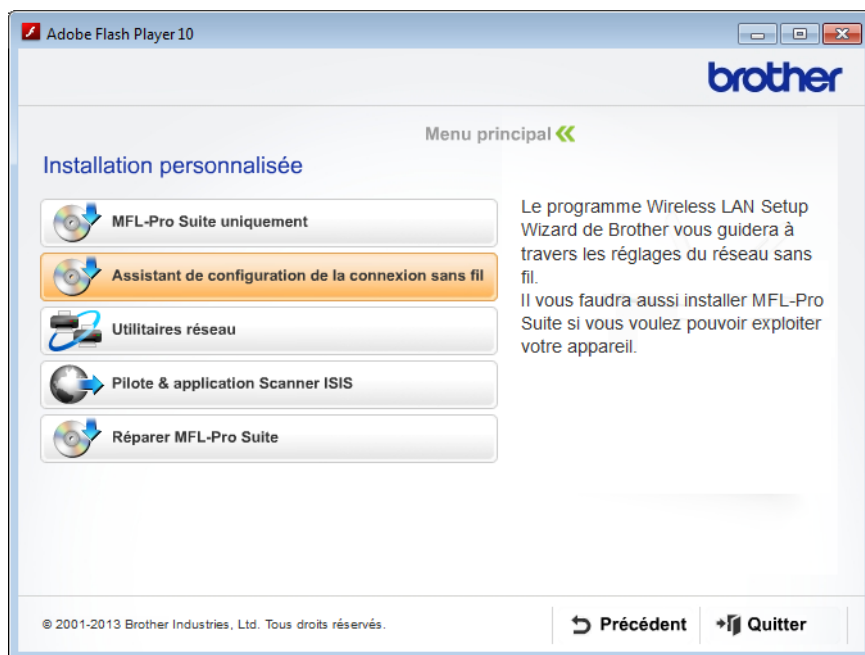 Adobe Flash Player 10
brother
Menu principal
Installation personnalisée
MFL-Pro Suite uniquement
Assistant de configuration de la connexion sans fil
Utilitaires réseau
Pilote & application Scanner ISIS
Réparer MFL-Pro Suite
Le programme Wireless LAN Setup
Wizard de Brother vous guidera à
travers les réglages du réseau sans
fil.
Il vous faudra aussi installer MFL-Pro
Suite si vous voulez pouvoir exploiter
votre appareil.
© 2001-2013 Brother Industries, Ltd. Tous droits réservés.
Précédent
Quitter